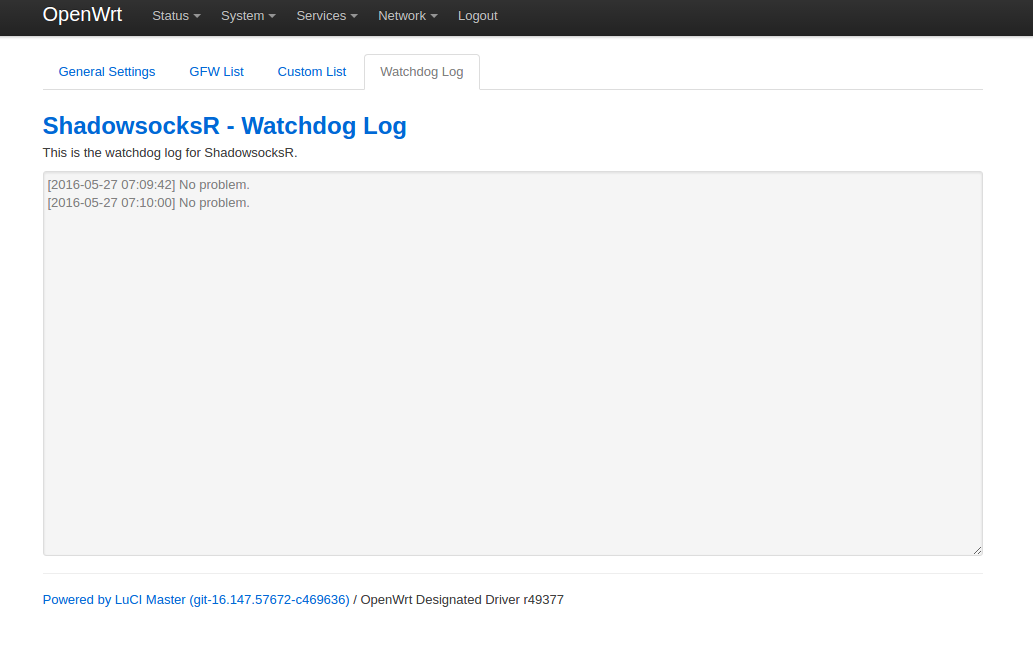 OpenWrt Status System Services Network Logout
General Settings GFW List Custom List Watchdog Log
ShadowsocksR - Watchdog Log
This is the watchdog log for ShadowsocksR.
[2016-05-27 07:09:42] No problem.
[2016-05-27 07:10:00] No problem.
Powered by LuCI Master (git-16.147.57672-c469636) / OpenWrt Designated Driver r49377